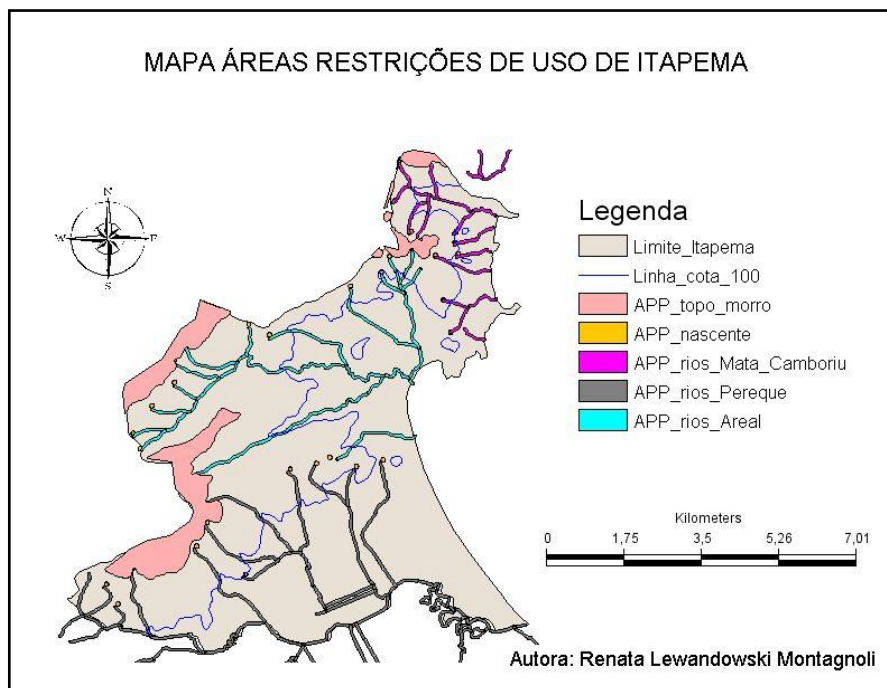 MAPA ÁREAS RESTRIÇÕES DE USO DE ITAPEMA
N
W
E
S
Legenda
Limite_Itapema
Linha_cota_100
APP_topo_morro
APP_nascente
APP_rios_Mata_Camboriu
APP_rios_Pereque
APP_rios_Areal
Kilometers
0 1,75 3,5 5,26 7,01
Autora: Renata Lewandowski Montagnoli